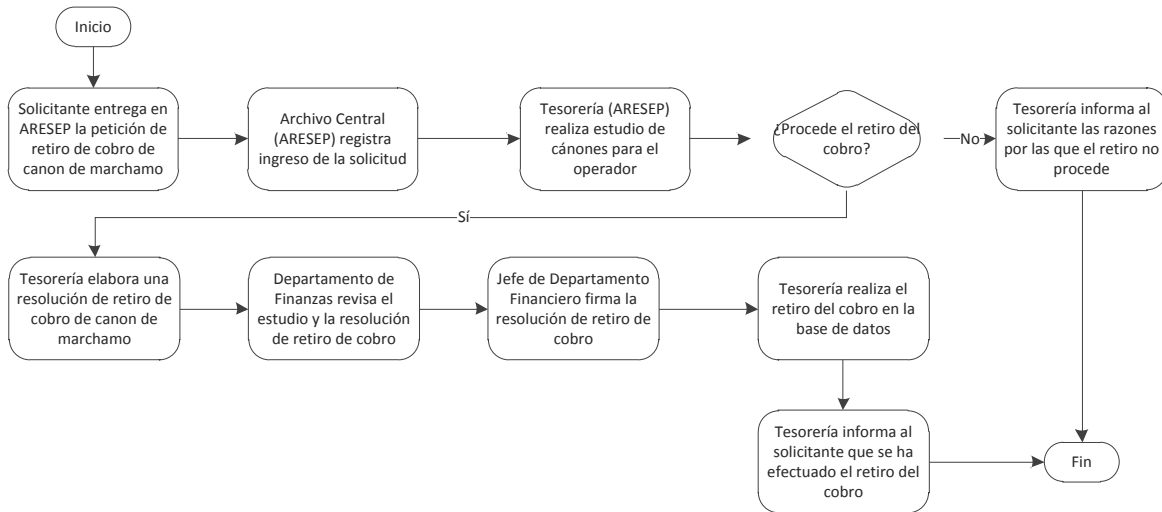 Inicio
Solicitante entrega en
ARESEP la petición de
retiro de cobro de
canon de marchamo
Archivo Central
(ARESEP) registra
ingreso de la solicitud
Tesorería (ARESEP)
realiza estudio de
cánones para el
operador
¿Procede el retiro del
cobro?
No
Tesorería informa al
solicitante las razones
por las que el retiro no
procede
Sí
Tesorería elabora una
resolución de retiro de
cobro de canon de
marchamo
Departamento de
Finanzas revisa el
estudio y la resolución
de retiro de cobro
Jefe de Departamento
Financiero firma la
resolución de retiro de
cobro
Tesorería realiza el
retiro del cobro en la
base de datos
Tesorería informa al
solicitante que se ha
efectuado el retiro del
cobro
Fin